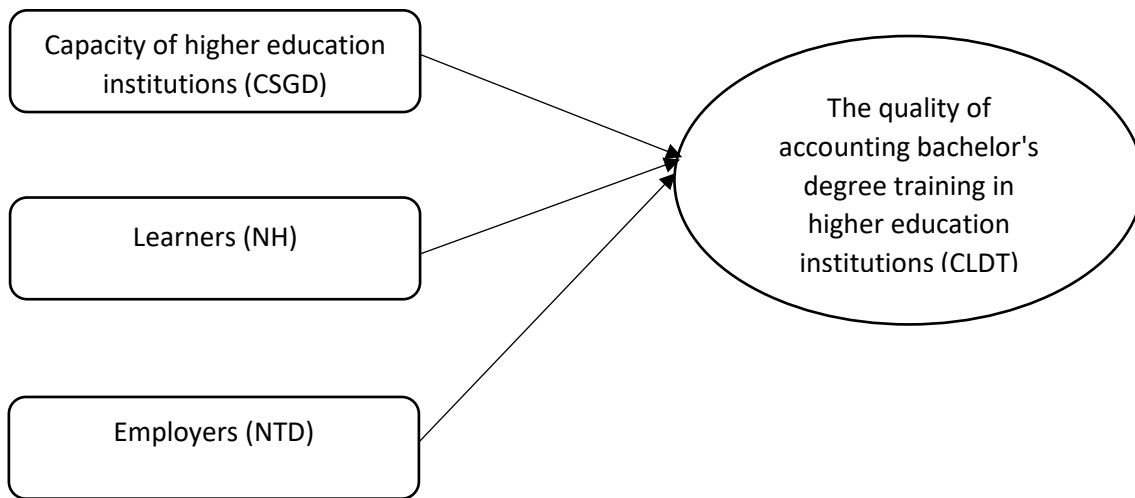 Capacity of higher education
institutions (CSGD)
Learners (NH)
Employers (NTD)
The quality of
accounting bachelor's
degree training in
higher education
institutions (CLDT)